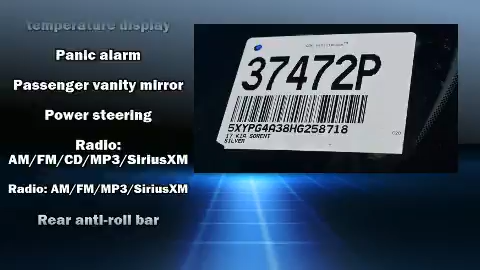 temperature display
Panic alarm
Passenger vanity mirror
Power steering
Radio:
AM/FM/CD/MP3/SiriusXM
Radio: AM/FM/MP3/SiriusXM
Rear anti-roll bar
37472P
5XYPG4A38HG258718
17 KIA SORENT
SILVER